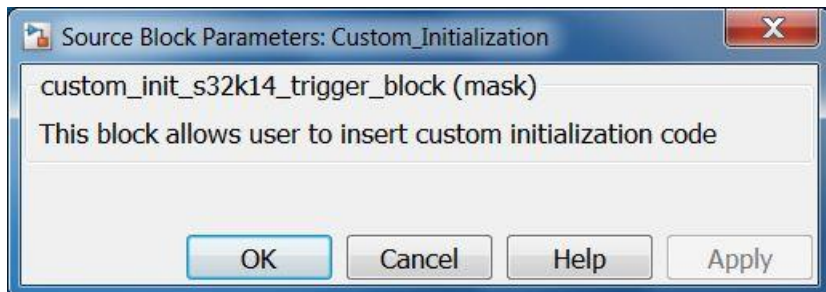 Source Block Parameters: Custom_Initialization
custom_init_s32k14_trigger_block (mask)
This block allows user to insert custom initialization code
OK Cancel Help Apply